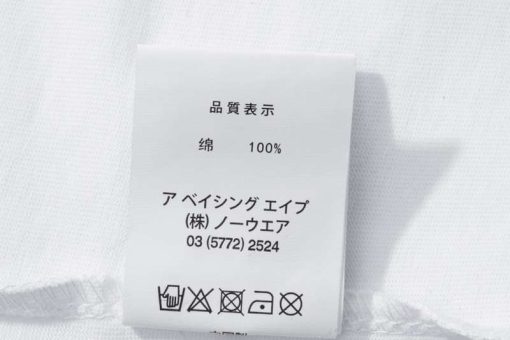 品質表示
绵 100%
ア ベイシング エイプ
(株) ノーウエア
03 (5772) 2524